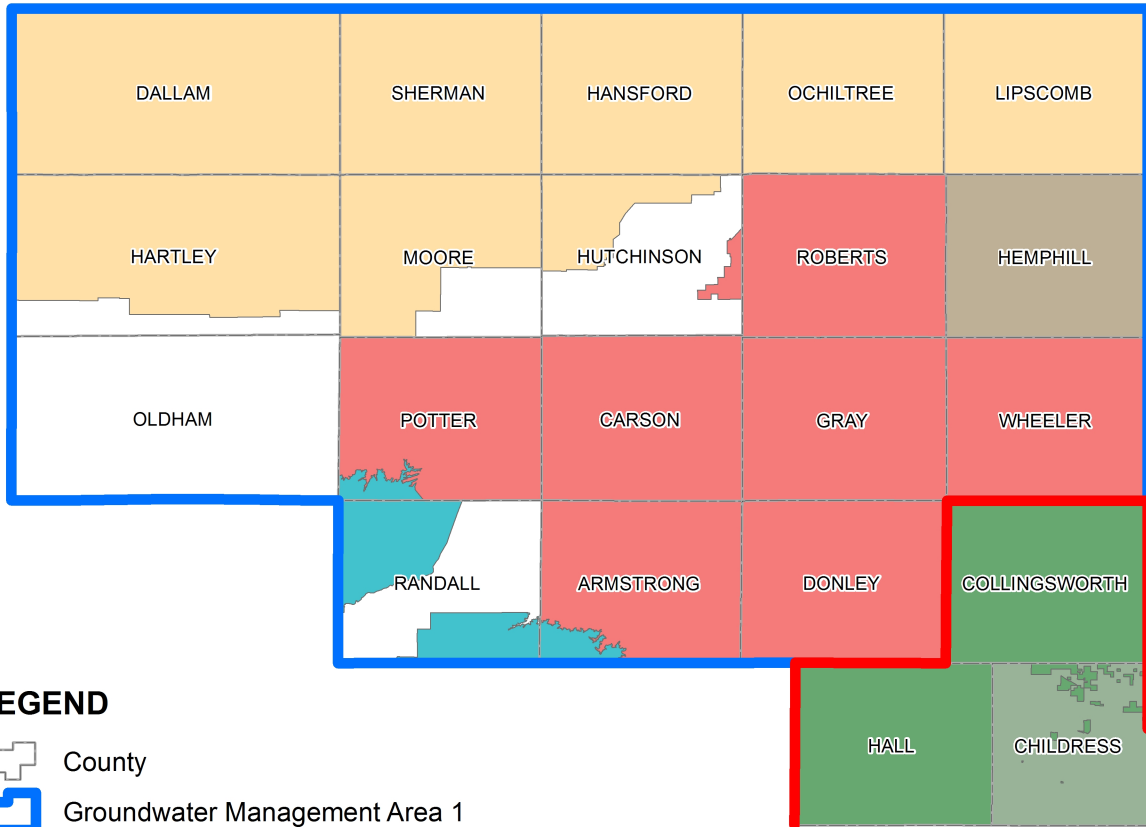 DALLAM SHERMAN HANSFORD OCHILTREE LIPSCOMB
HARTLEY MOORE HUTCHINSON ROBERTS HEMPHILL
OLDHAM POTTER CARSON GRAY WHEELER
RANDALL ARMSTRONG DONLEY COLLINGSWORTH
EGEND
HALL CHILDRESS
County
Groundwater Management Area 1